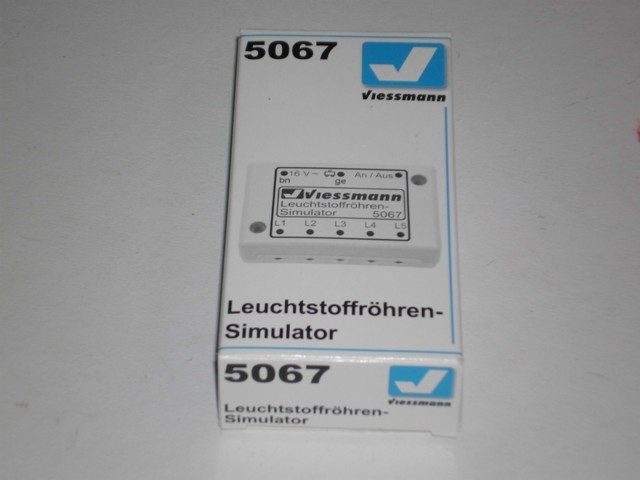 5067
Viessmann
16 V~ An / Aus
bn ge
Viessmann
Leuchtstoffröhren-
Simulator 5067
L1 L2 L3 L4 L5
Leuchtstoffröhren-
Simulator
5067
Viessmann
Leuchtstoffröhren-
Simulator